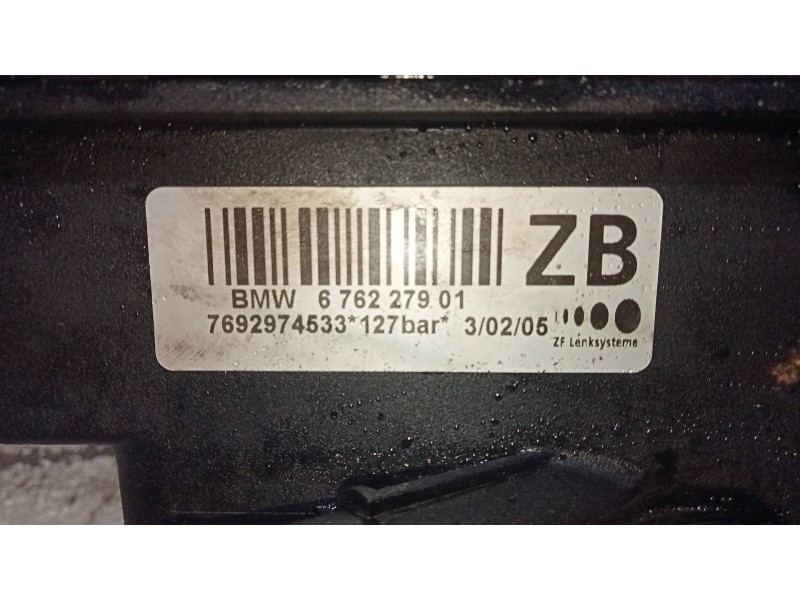 ZB
BMW 6 762 279 01
7692974533*127bar* 3/02/05
ZF Lenksysteme